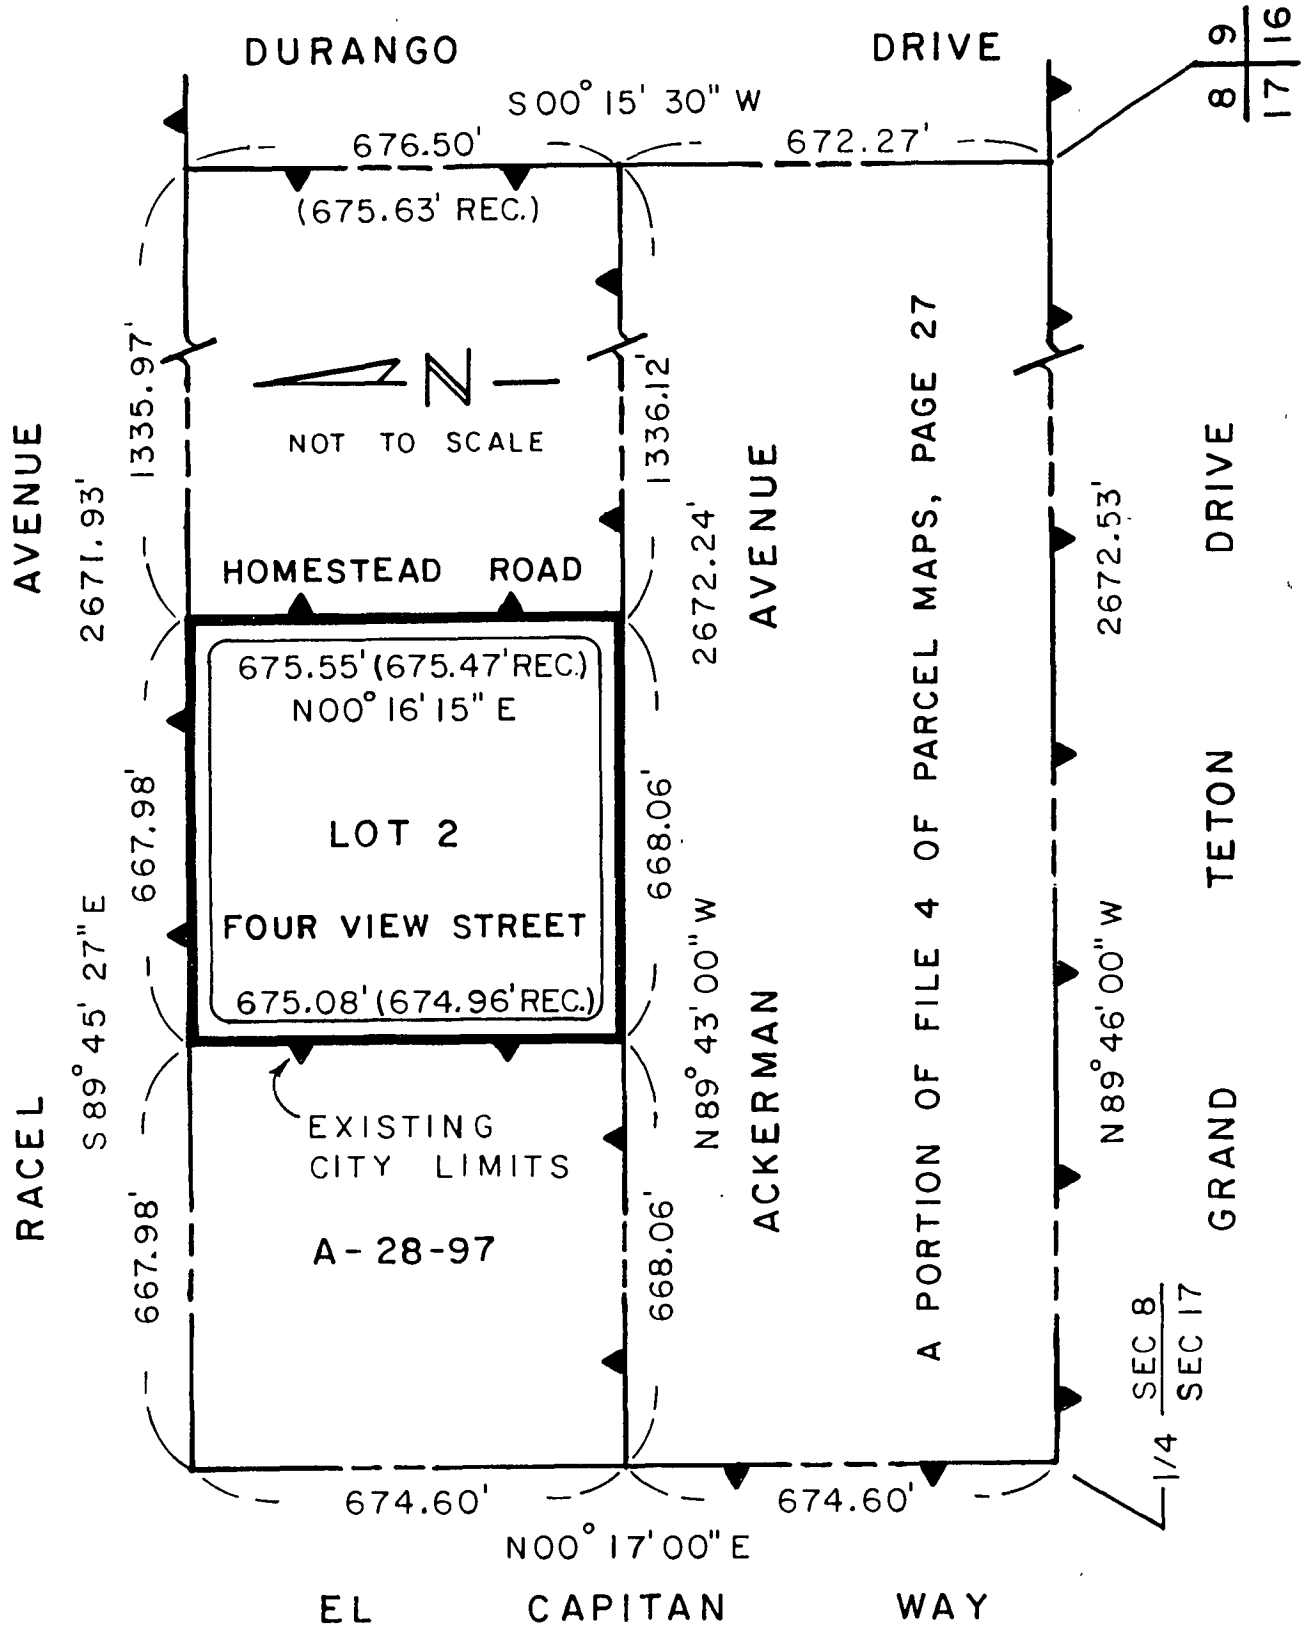 DURANGO DRIVE
S 00° 15' 30" W
676.50'
672.27'
(675.63' REC.)
8 9
17 16
N
NOT TO SCALE
1335.97'
1336.12'
RACEL AVENUE
2671.93'
S 89° 45' 27" E
HOMESTEAD ROAD
675.55' (675.47' REC.)
N00° 16' 15" E
LOT 2
FOUR VIEW STREET
675.08' (674.96' REC.)
667.98'
668.06'
2672.24'
N89° 43' 00" W
ACKERMAN AVENUE
A PORTION OF FILE 4 OF PARCEL MAPS, PAGE 27
2672.53'
N89° 46' 00" W
GRAND TETON DRIVE
EXISTING
CITY LIMITS
A-28-97
667.98'
668.06'
1/4 SEC 8
SEC 17
674.60'
674.60'
N00° 17' 00" E
EL CAPITAN WAY